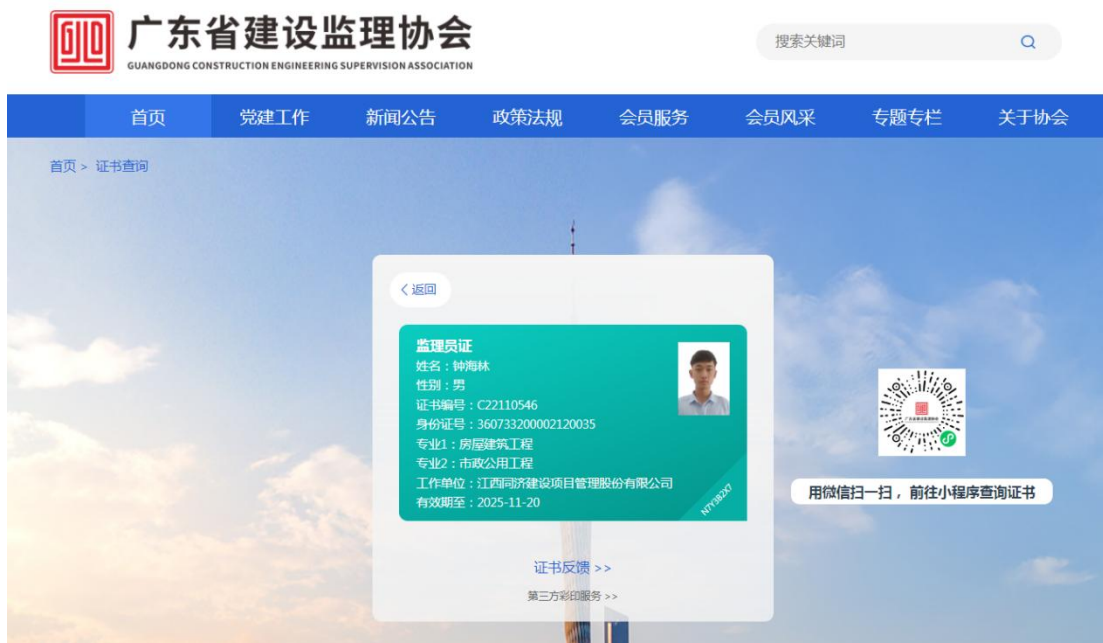 广东省建设监理协会
GUANGDONG CONSTRUCTION ENGINEERING SUPERVISION ASSOCIATION
搜索关键词
首页 党建工作 新闻公告 政策法规 会员服务 会员风采 专题专栏 关于协会
首页 > 证书查询
< 返回
监理员证
姓名：钟海林
性别：男
证书编号：C22110546
身份证号：360733200002120035
专业1：房屋建筑工程
专业2：市政公用工程
工作单位：江西同济建设项目管理股份有限公司
有效期至：2025-11-20
N7Y382X7
用微信扫一扫，前往小程序查询证书
证书反馈 >>
第三方彩印服务 >>